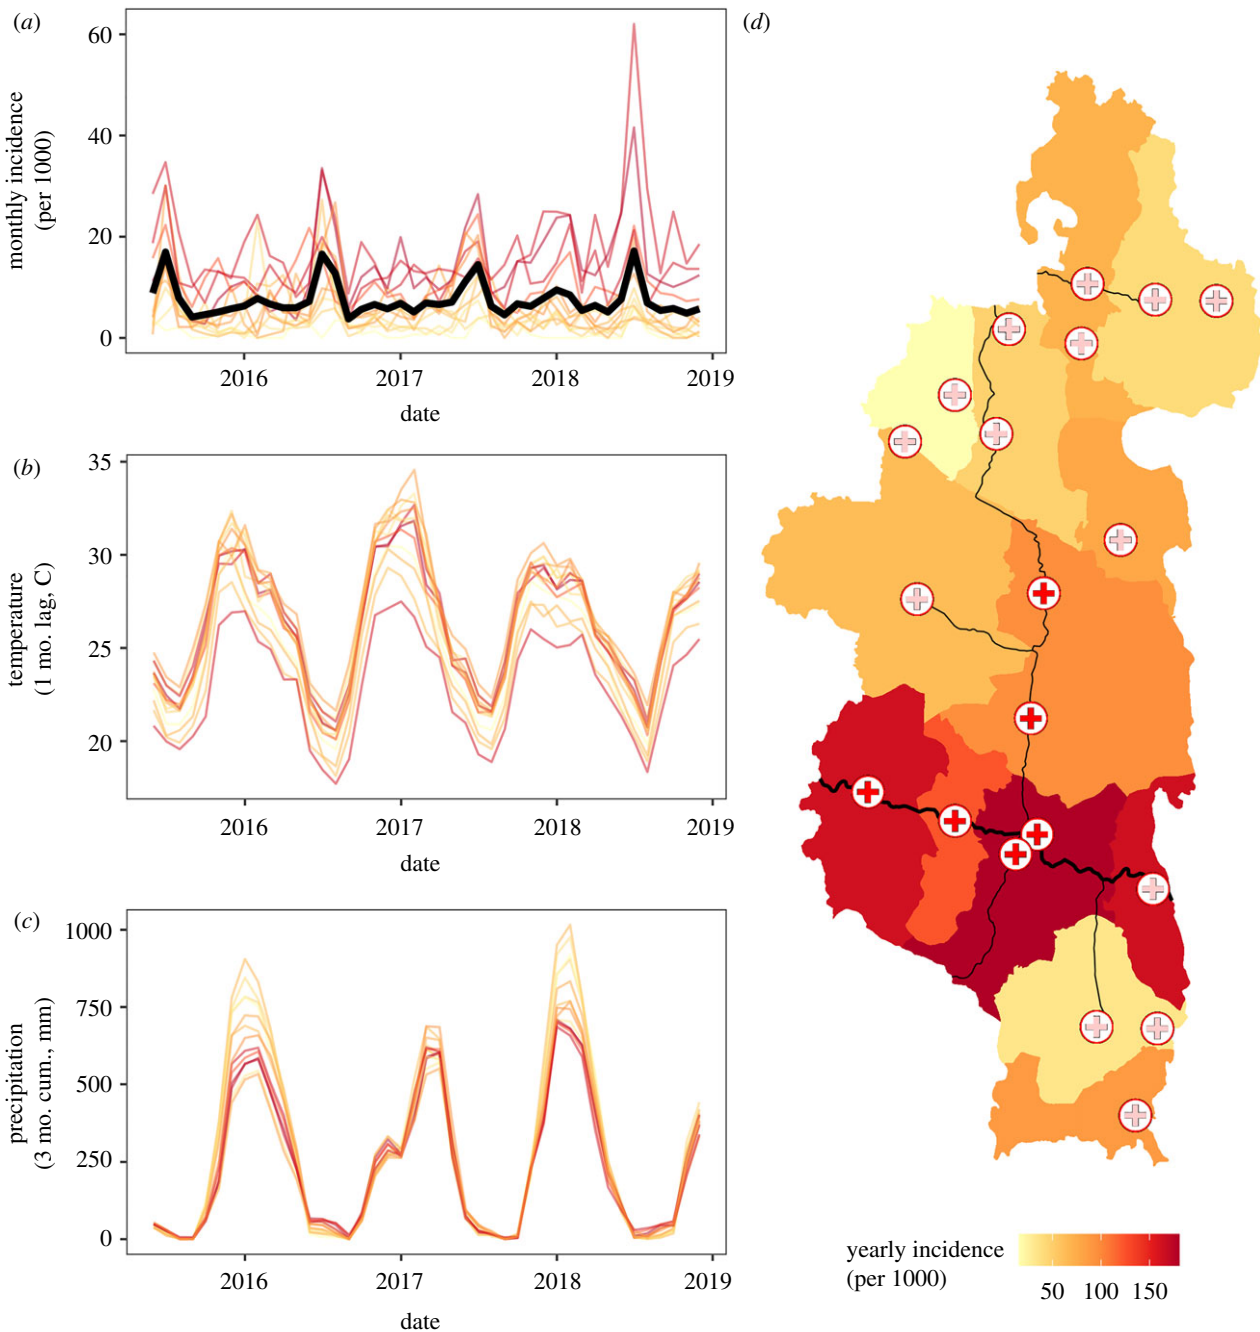 (a)
monthly incidence
(per 1000)
60
40
20
0
2016
2017
2018
2019
date
(b)
temperature
(1 mo. lag, C)
35
30
25
20
2016
2017
2018
2019
date
(c)
precipitation
(3 mo. cum., mm)
1000
750
500
250
0
2016
2017
2018
2019
date
(d)
yearly incidence
(per 1000)
50 100 150